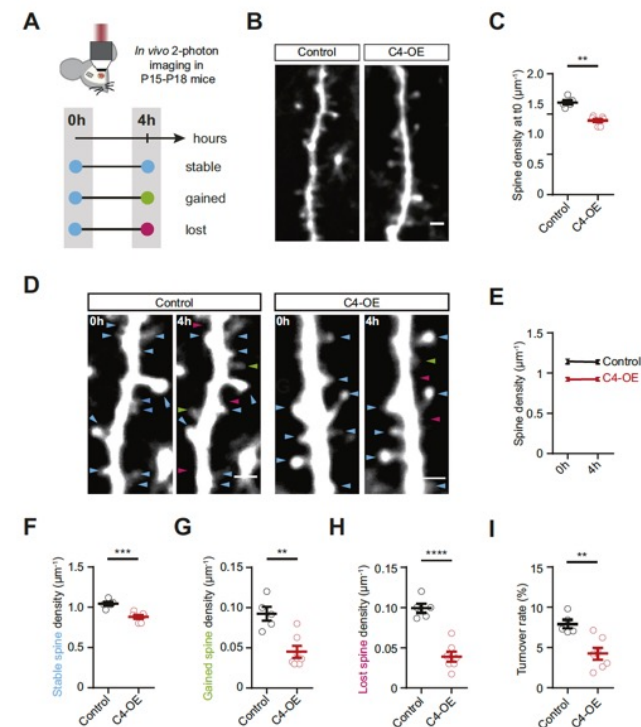 A
In vivo 2-photon
imaging in
P15-P18 mice
0h
4h
hours
stable
gained
lost
B
Control
C4-OE
C
**
Spine density at t0 (µm⁻¹)
2.0
1.5
1.0
0.5
0
Control
C4-OE
D
Control
C4-OE
0h
4h
0h
4h
E
Spine density (µm⁻¹)
1.5
1
0.5
0
Control
C4-OE
0h
4h
F
***
Stable spine density (µm⁻¹)
1.5
1.0
0.5
0
Control
C4-OE
G
**
Gained spine density (µm⁻¹)
0.15
0.10
0.05
0.00
Control
C4-OE
H
****
Lost spine density (µm⁻¹)
0.15
0.10
0.05
0.00
Control
C4-OE
I
**
Turnover rate (%)
15
10
5
0
Control
C4-OE